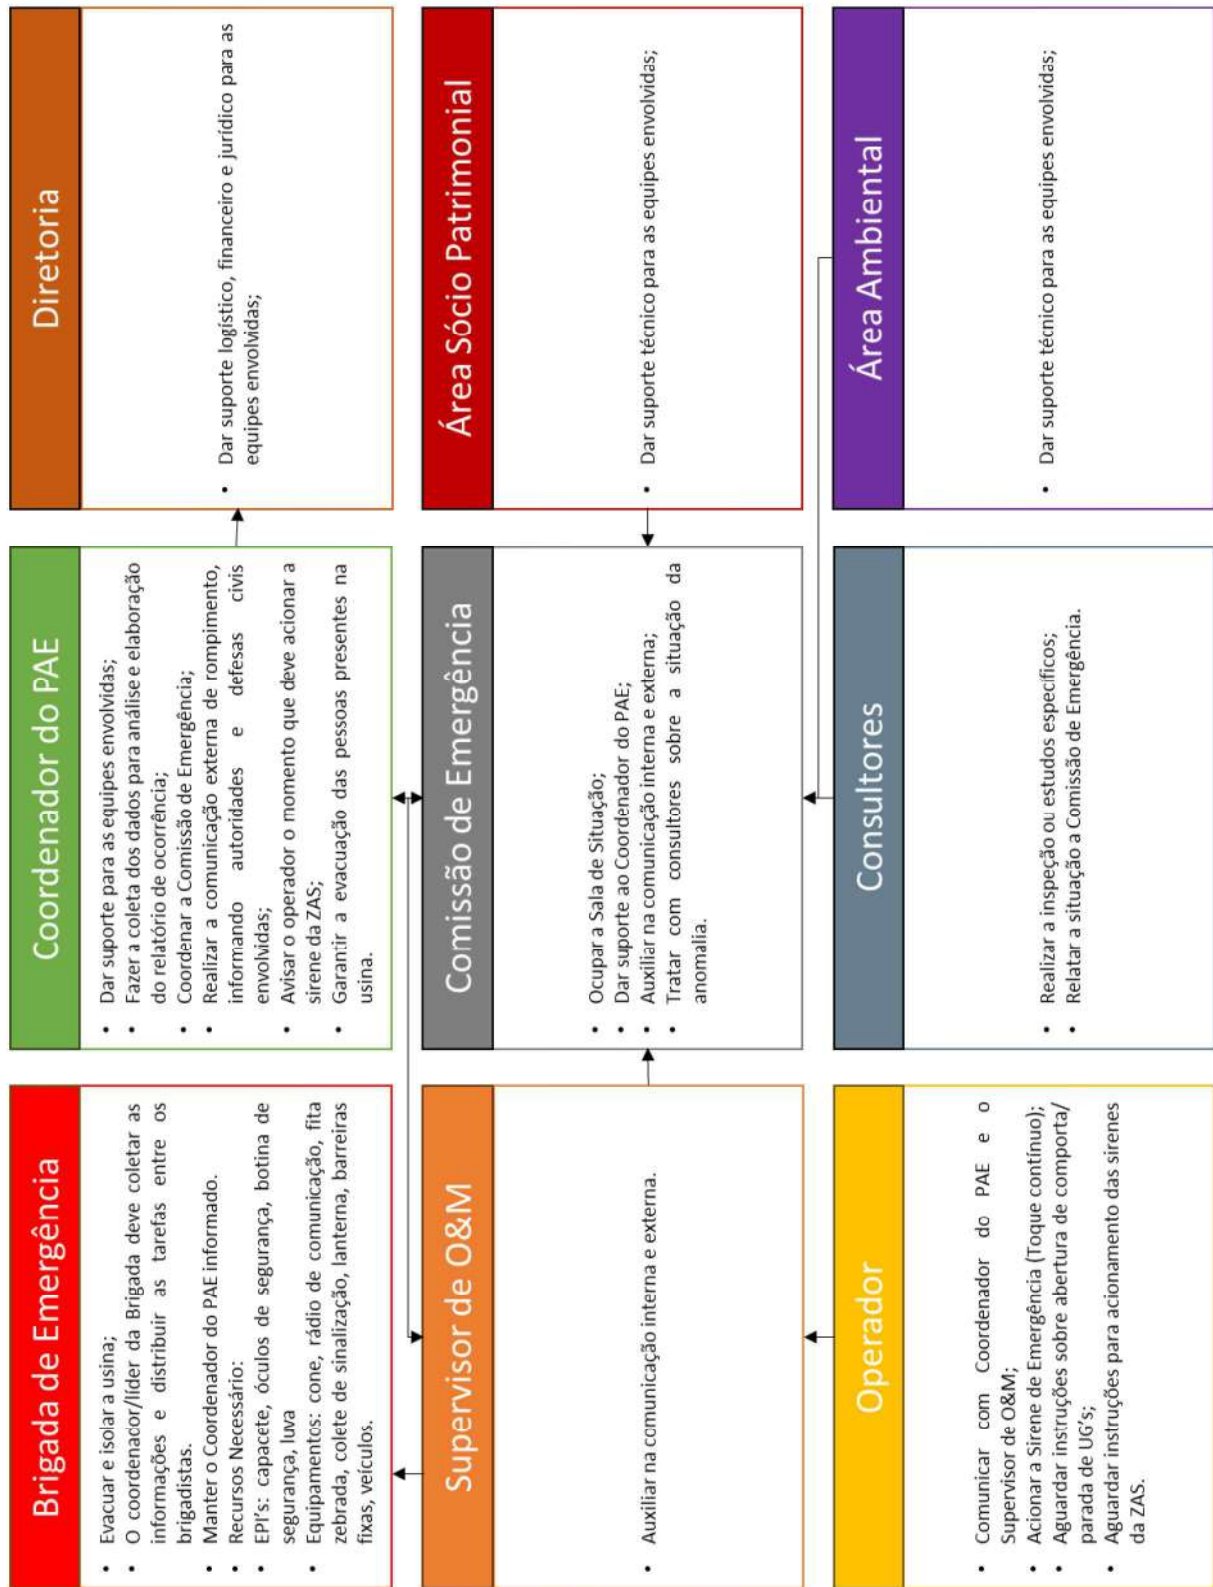 Brigada de Emergência
• Evacuar e isolar a usina;
• O coordenador/líder da Brigada deve coletar as
informações e distribuir as tarefas entre os
brigadistas.
• Manter o Coordenador do PAE informado.
• Recursos Necessário:
• EPI's: capacete, óculos de segurança, botina de
segurança, luva
• Equipamentos: cone, rádio de comunicação, fita
zebrada, colete de sinalização, lanterna, barreiras
fixas, veículos.
Coordenador do PAE
• Dar suporte para as equipes envolvidas;
• Fazer a coleta dos dados para análise e elaboração
do relatório de ocorrência;
• Coordenar a Comissão de Emergência;
• Realizar a comunicação externa de rompimento,
informando autoridades e defesas civis
envolvidas;
• Avisar o operador o momento que deve acionar a
sirene da ZAS;
• Garantir a evacuação das pessoas presentes na
usina.
Diretoria
• Dar suporte logístico, financeiro e jurídico para as
equipes envolvidas;
Supervisor de O&M
• Auxiliar na comunicação interna e externa.
Comissão de Emergência
• Ocupar a Sala de Situação;
• Dar suporte ao Coordenador do PAE;
• Auxiliar na comunicação interna e externa;
• Tratar com consultores sobre a situação da
anomalia.
Área Sócio Patrimonial
• Dar suporte técnico para as equipes envolvidas;
Operador
• Comunicar com Coordenador do PAE e o
Supervisor de O&M;
• Acionar a Sirene de Emergência (Toque contínuo);
• Aguardar instruções sobre abertura de comporta/
parada de UG's;
• Aguardar instruções para acionamento das sirenes
da ZAS.
Consultores
• Realizar a inspeção ou estudos específicos;
• Relatar a situação a Comissão de Emergência.
Área Ambiental
• Dar suporte técnico para as equipes envolvidas;